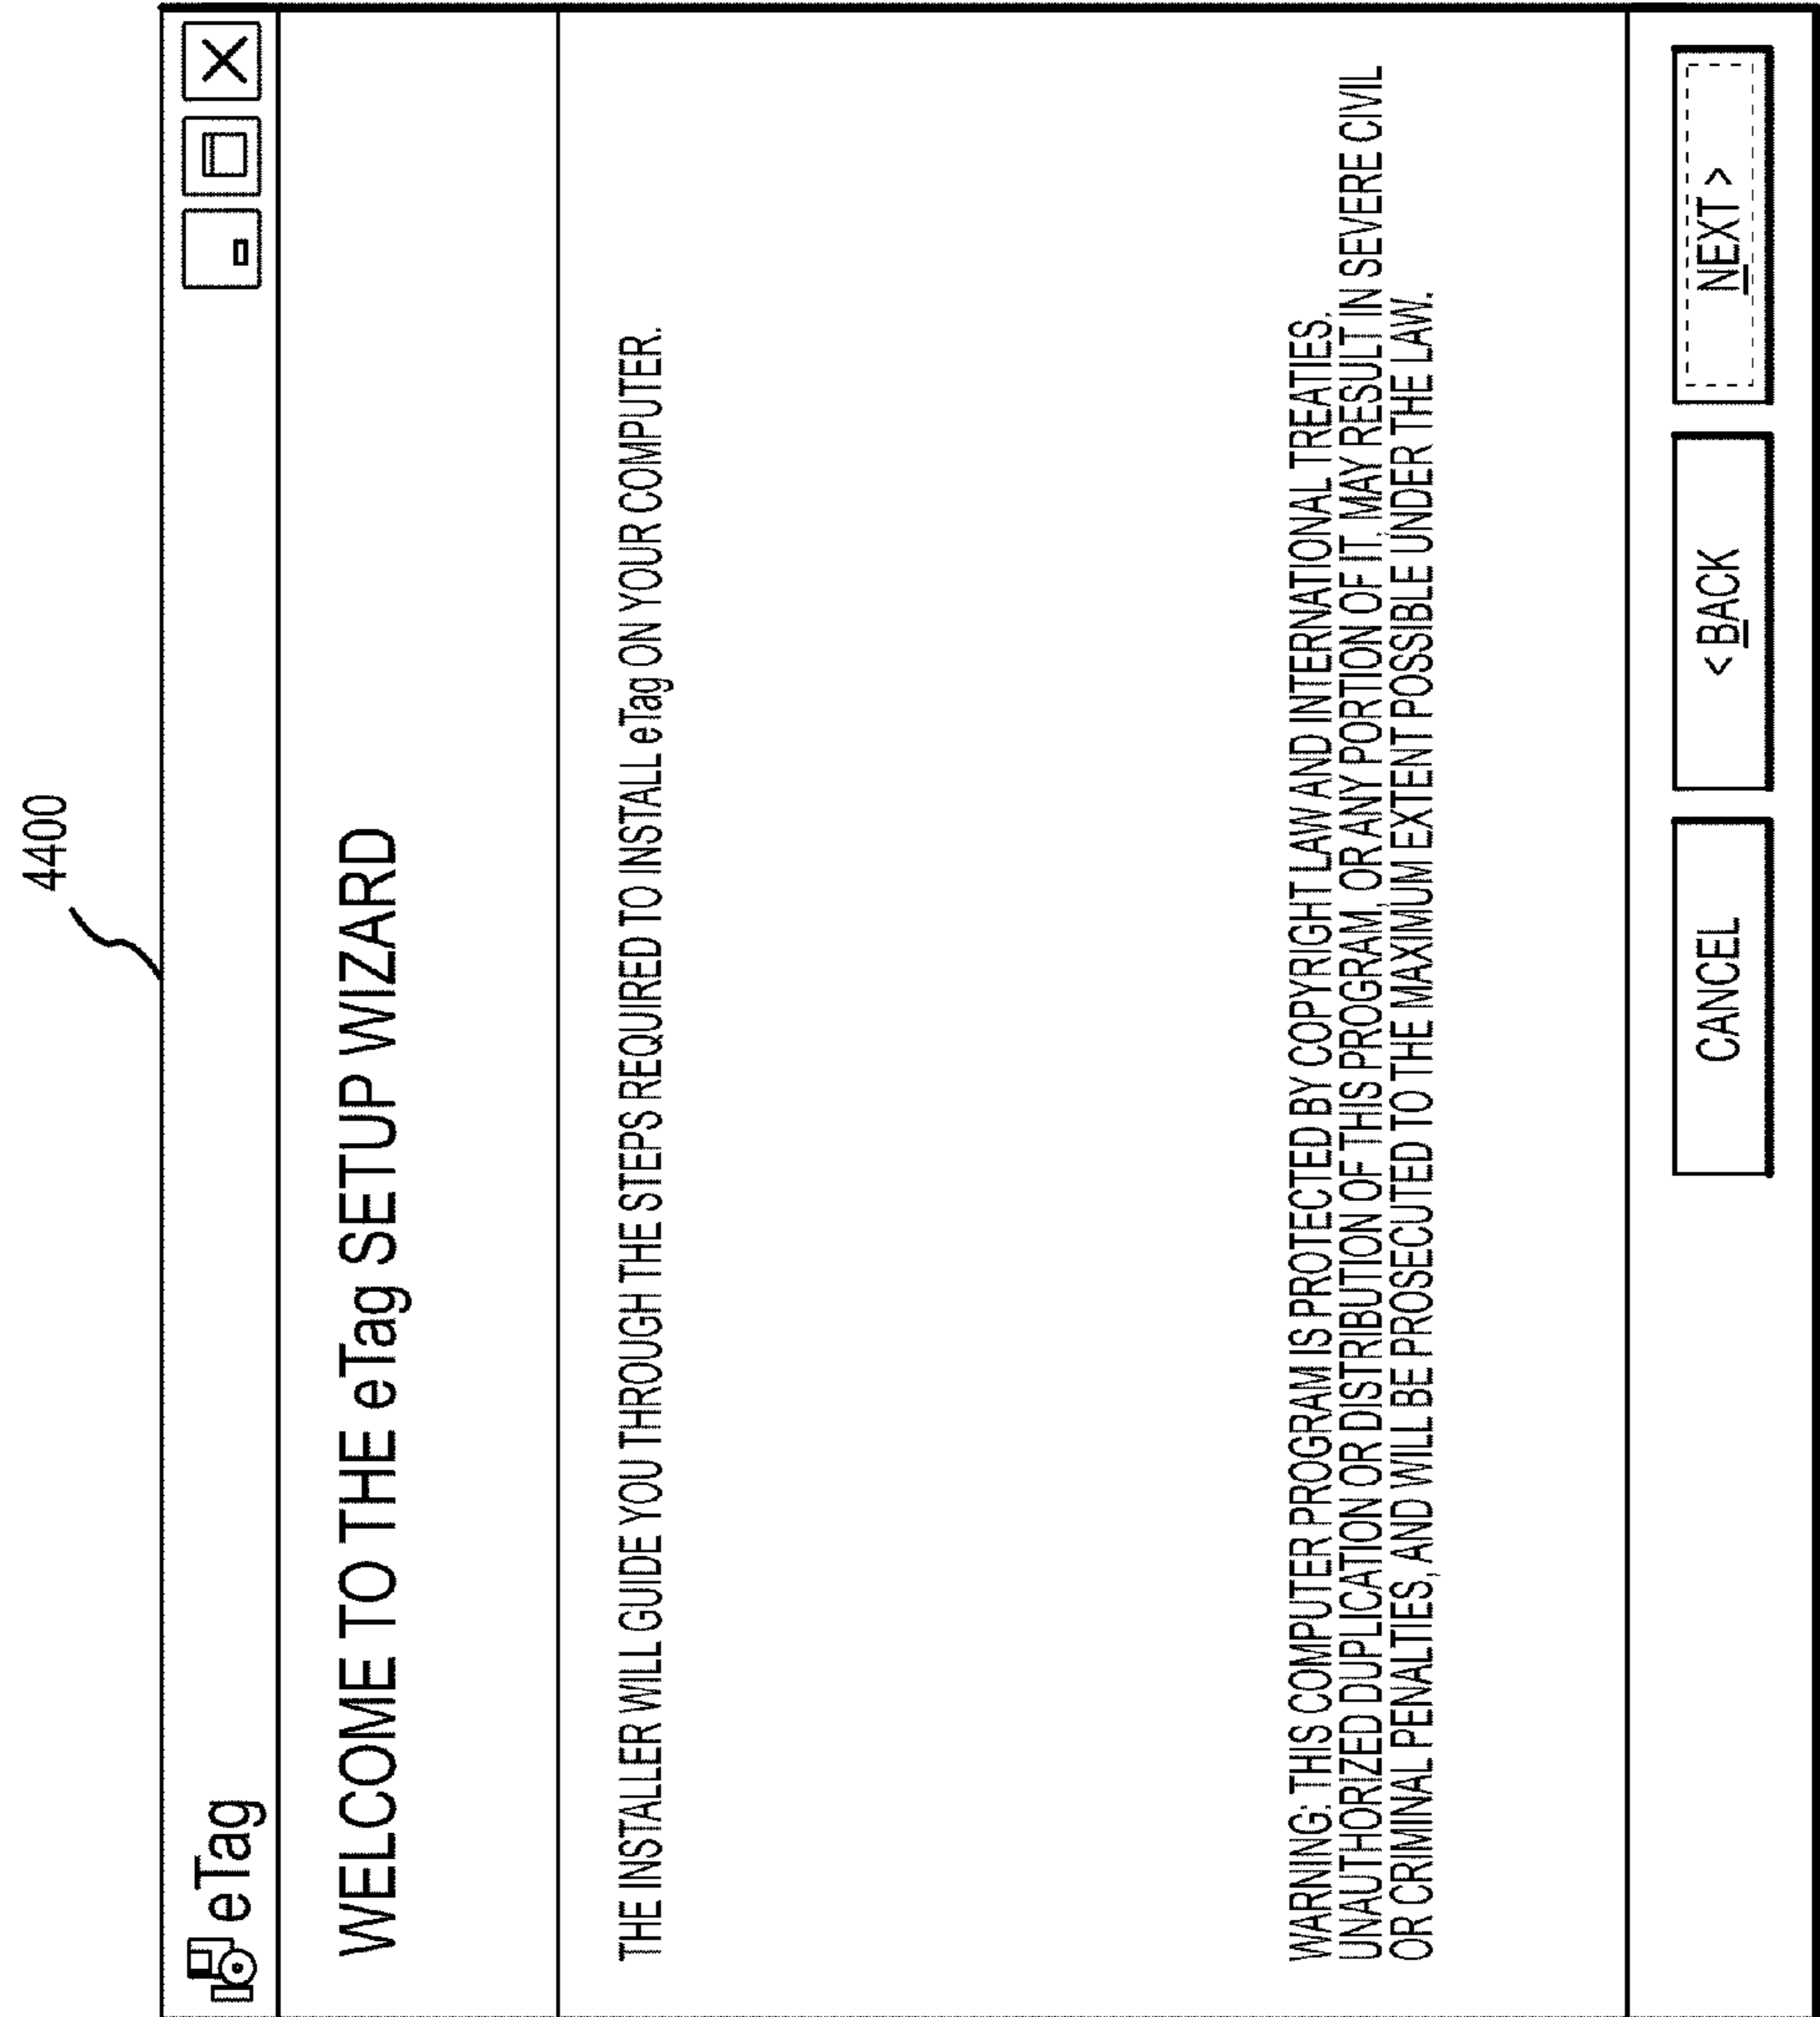 4400
eTag
WELCOME TO THE eTag SETUP WIZARD
THE INSTALLER WILL GUIDE YOU THROUGH THE STEPS REQUIRED TO INSTALL eTag ON YOUR COMPUTER.
WARNING: THIS COMPUTER PROGRAM IS PROTECTED BY COPYRIGHT LAW AND INTERNATIONAL TREATIES.
UNAUTHORIZED DUPLICATION OR DISTRIBUTION OF THIS PROGRAM, OR ANY PORTION OF IT, MAY RESULT IN SEVERE CIVIL
OR CRIMINAL PENALTIES, AND WILL BE PROSECUTED TO THE MAXIMUM EXTENT POSSIBLE UNDER THE LAW.
CANCEL
< BACK
NEXT >